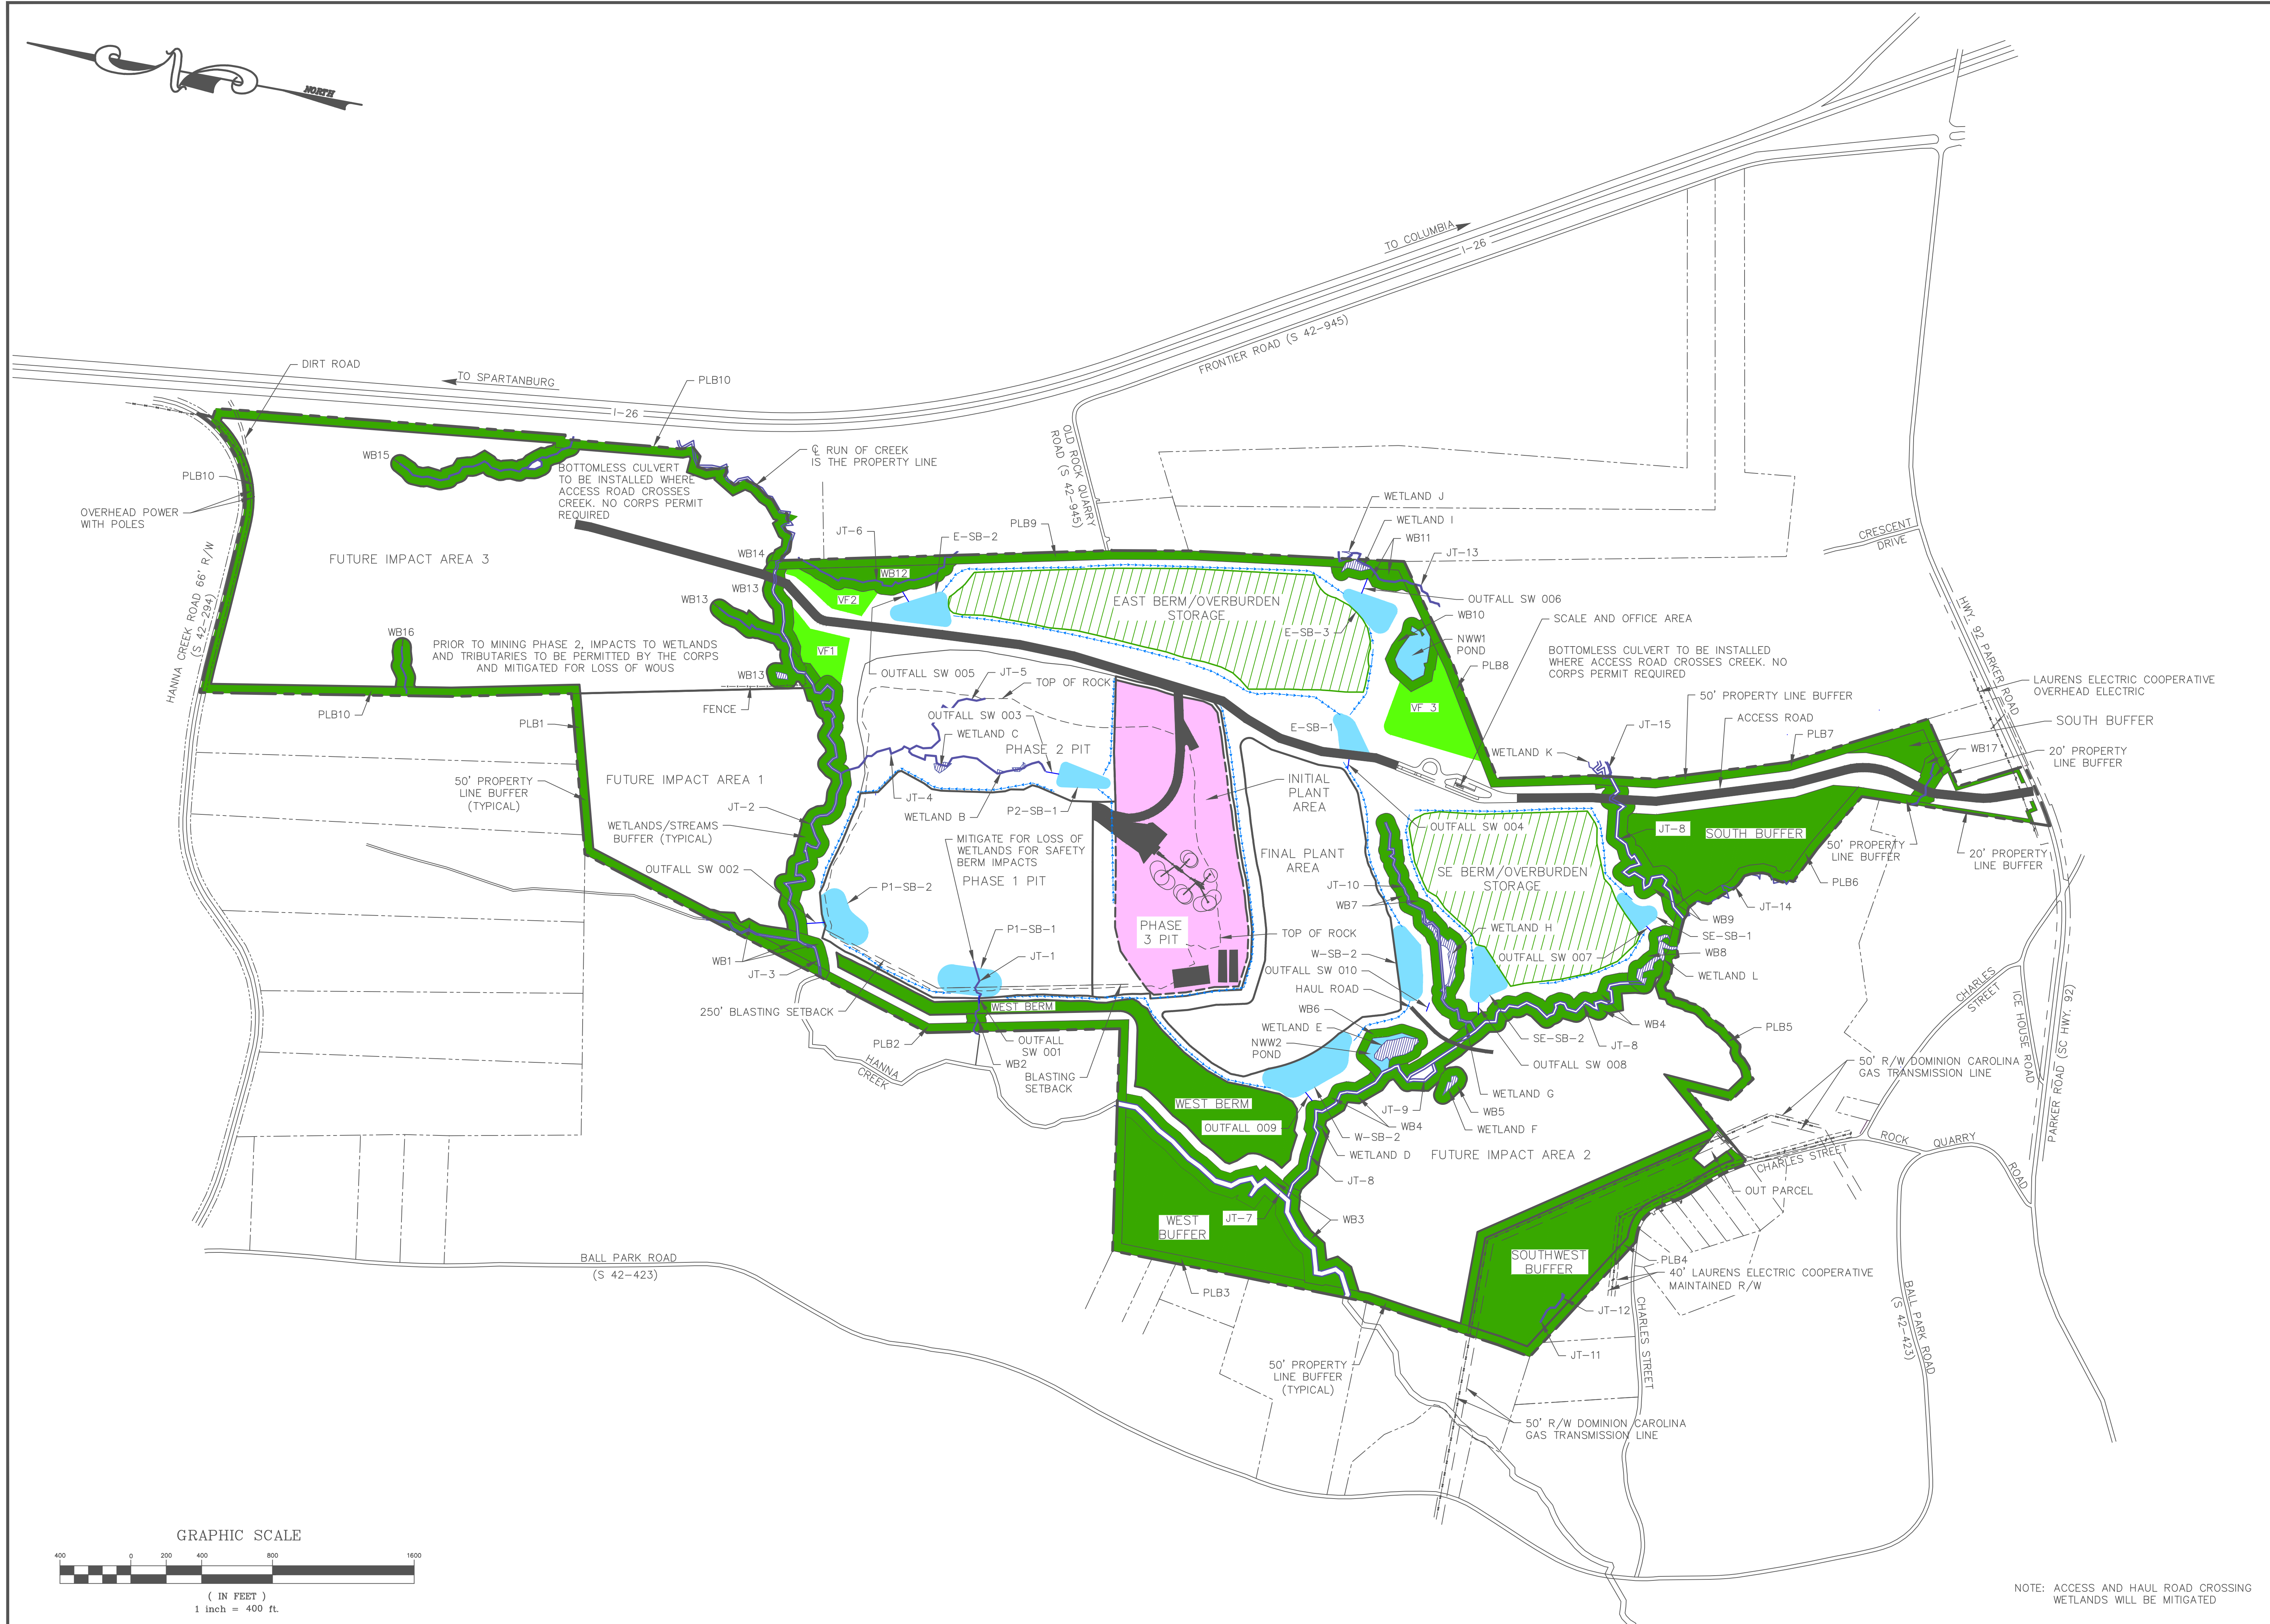 NORTH
TO COLUMBIA
I-26
FRONTIER ROAD (S 42-945)
DIRT ROAD
TO SPARTANBURG
PLB10
I-26
OLD ROCK QUARRY
ROAD (S 42-945)
℄ RUN OF CREEK
IS THE PROPERTY LINE
WB15
PLB10
BOTTOMLESS CULVERT
TO BE INSTALLED WHERE
ACCESS ROAD CROSSES
CREEK. NO CORPS PERMIT
REQUIRED
OVERHEAD POWER
WITH POLES
FUTURE IMPACT AREA 3
HANNA CREEK ROAD 66' R/W
(S 42-294)
JT-6
E-SB-2
PLB9
WETLAND J
WETLAND I
WB11
JT-13
CRESCENT
DRIVE
WB14
WB12
WB13
WB13
VF2
EAST BERM/OVERBURDEN
STORAGE
OUTFALL SW 006
WB10
E-SB-3
NWW1
POND
PLB8
SCALE AND OFFICE AREA
HWY. 92 PARKER ROAD
WB16
PRIOR TO MINING PHASE 2, IMPACTS TO WETLANDS
AND TRIBUTARIES TO BE PERMITTED BY THE CORPS
AND MITIGATED FOR LOSS OF WOUS
VF1
WB13
BOTTOMLESS CULVERT TO BE INSTALLED
WHERE ACCESS ROAD CROSSES CREEK. NO
CORPS PERMIT REQUIRED
OUTFALL SW 005
JT-5
TOP OF ROCK
LAURENS ELECTRIC COOPERATIVE
OVERHEAD ELECTRIC
PLB10
PLB1
FENCE
OUTFALL SW 003
VF 3
50' PROPERTY LINE BUFFER
ACCESS ROAD
SOUTH BUFFER
E-SB-1
WETLAND C
PHASE 2 PIT
JT-15
PLB7
WETLAND K
WB17
20' PROPERTY
LINE BUFFER
50' PROPERTY
LINE BUFFER
(TYPICAL)
FUTURE IMPACT AREA 1
INITIAL
PLANT
AREA
JT-4
JT-2
WETLAND B
P2-SB-1
WETLANDS/STREAMS
BUFFER (TYPICAL)
MITIGATE FOR LOSS OF
WETLANDS FOR SAFETY
BERM IMPACTS
OUTFALL SW 004
JT-8
SOUTH BUFFER
50' PROPERTY
LINE BUFFER
20' PROPERTY
LINE BUFFER
FINAL PLANT
AREA
OUTFALL SW 002
P1-SB-2
PHASE 1 PIT
SE BERM/OVERBURDEN
STORAGE
JT-10
WB7
PLB6
JT-14
WB9
SE-SB-1
PHASE
3 PIT
TOP OF ROCK
WETLAND H
P1-SB-1
JT-1
W-SB-2
OUTFALL SW 007
WB8
WETLAND L
WB1
JT-3
OUTFALL SW 010
HAUL ROAD
CHARLES
STREET
ICE HOUSE ROAD
250' BLASTING SETBACK
WEST BERM
WB6
WETLAND E
WB4
PLB5
PLB2
OUTFALL
SW 001
WB2
NWW2
POND
SE-SB-2
JT-8
OUTFALL SW 008
50' R/W DOMINION CAROLINA
GAS TRANSMISSION LINE
PARKER ROAD (SC HWY. 92)
HANNA
CREEK
BLASTING
SETBACK
WETLAND G
WEST BERM
JT-9
WB5
OUTFALL 009
WB4
WETLAND F
W-SB-2
WETLAND D
FUTURE IMPACT AREA 2
ROCK
QUARRY
ROAD
CHARLES STREET
JT-8
OUT PARCEL
WEST
BUFFER
JT-7
WB3
BALL PARK ROAD
(S 42-423)
SOUTHWEST
BUFFER
PLB4
40' LAURENS ELECTRIC COOPERATIVE
MAINTAINED R/W
PLB3
JT-12
CHARLES STREET
BALL PARK ROAD
(S 42-423)
JT-11
50' PROPERTY
LINE BUFFER
(TYPICAL)
50' R/W DOMINION CAROLINA
GAS TRANSMISSION LINE
GRAPHIC SCALE
400 0 200 400 800 1600
( IN FEET )
1 inch = 400 ft.
NOTE: ACCESS AND HAUL ROAD CROSSING
WETLANDS WILL BE MITIGATED